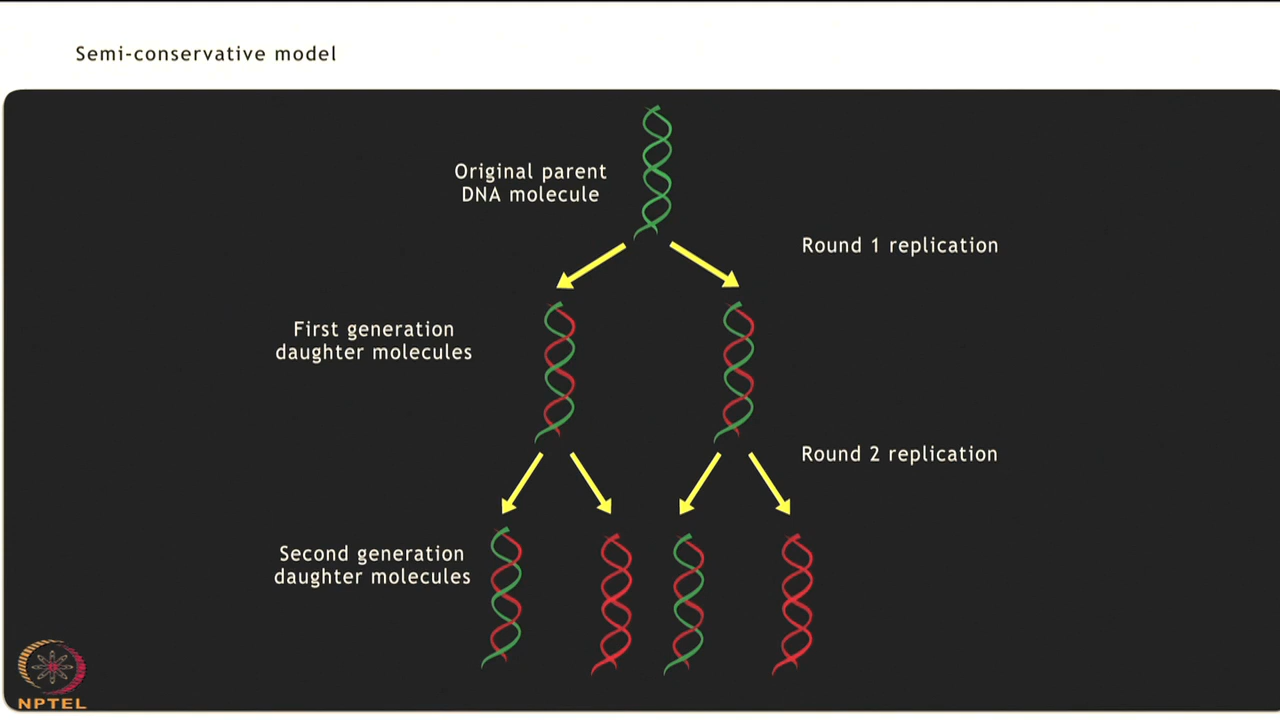 Semi-conservative model
Original parent
DNA molecule
Round 1 replication
First generation
daughter molecules
Round 2 replication
Second generation
daughter molecules
NPTEL